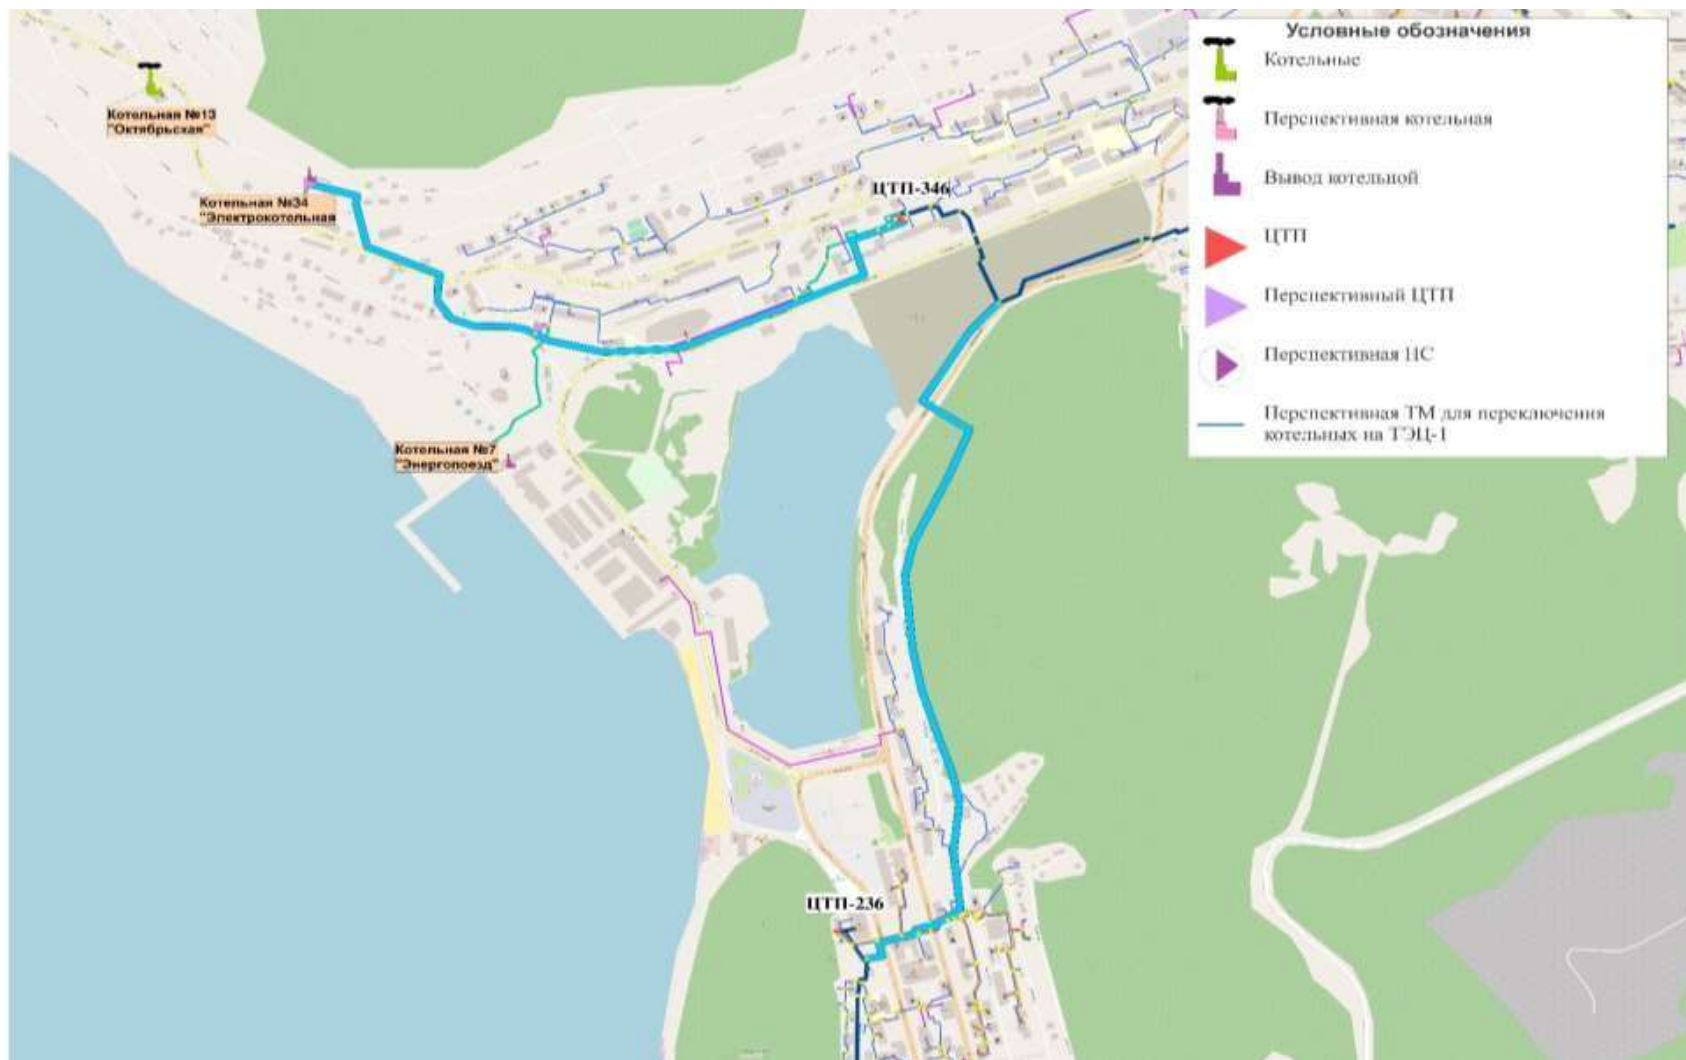 Условные обозначения
Котельные
Перспективная котельная
Вывод котельной
ЦТП
Перспективный ЦТП
Перспективная НС
Перспективная ТМ для переключения
котельных на ТЭЦ-1
Котельная №13
"Октябрьская"
Котельная №34
"Электрокотельная
ЦТП-346
Котельная №7
"Энергопоезд"
ЦТП-236